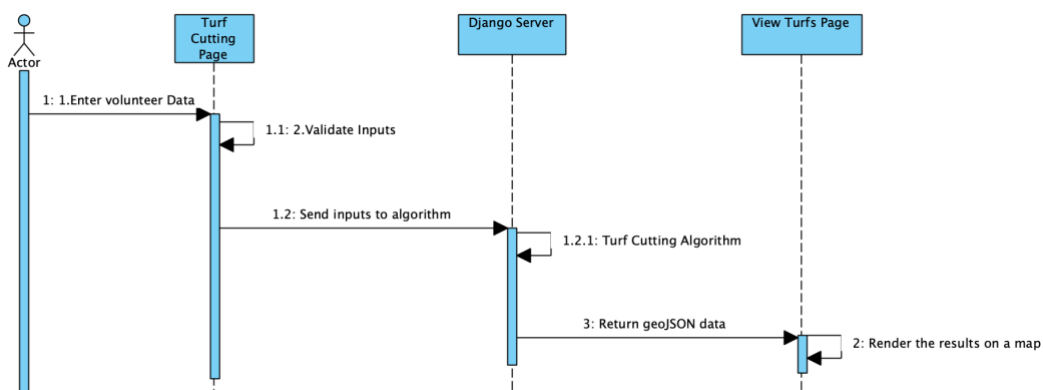 Turf
Cutting
Page
Django Server
View Turfs Page
Actor
1: 1.Enter volunteer Data
1.1: 2.Validate Inputs
1.2: Send inputs to algorithm
1.2.1: Turf Cutting Algorithm
3: Return geoJSON data
2: Render the results on a map